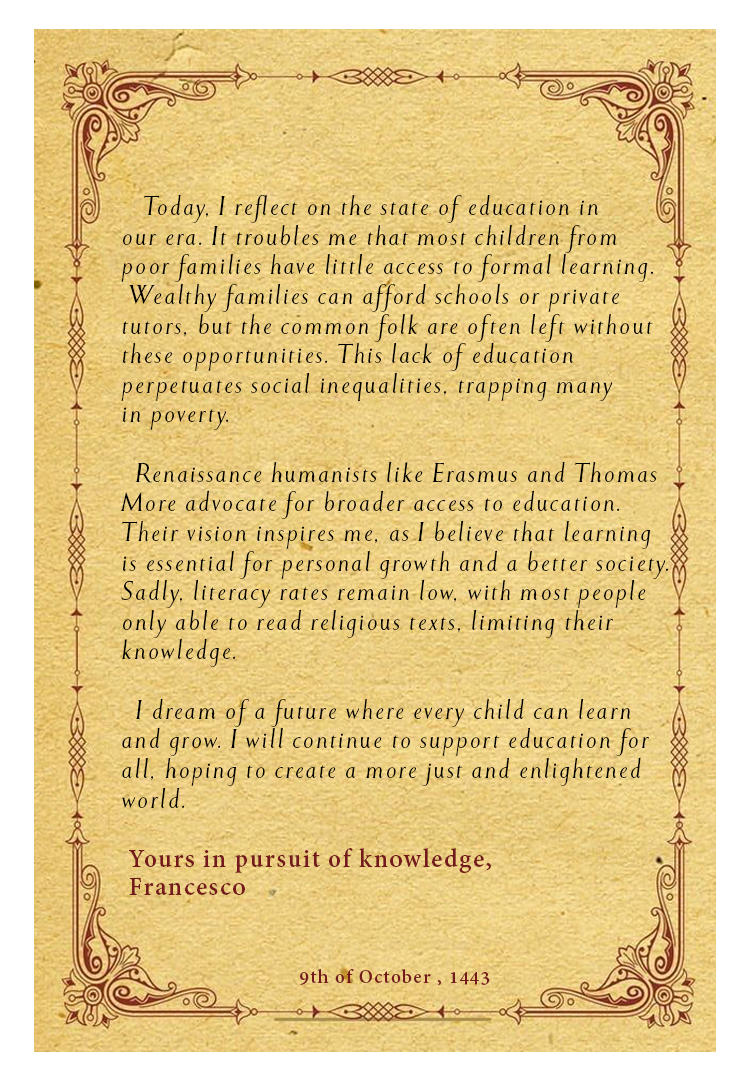 Today, I reflect on the state of education in
our era. It troubles me that most children from
poor families have little access to formal learning.
Wealthy families can afford schools or private
tutors, but the common folk are often left without
these opportunities. This lack of education
perpetuates social inequalities, trapping many
in poverty.
Renaissance humanists like Erasmus and Thomas
More advocate for broader access to education.
Their vision inspires me, as I believe that learning
is essential for personal growth and a better society.
Sadly, literacy rates remain low, with most people
only able to read religious texts, limiting their
knowledge.
I dream of a future where every child can learn
and grow. I will continue to support education for
all, hoping to create a more just and enlightened
world.
Yours in pursuit of knowledge,
Francesco
9th of October , 1443